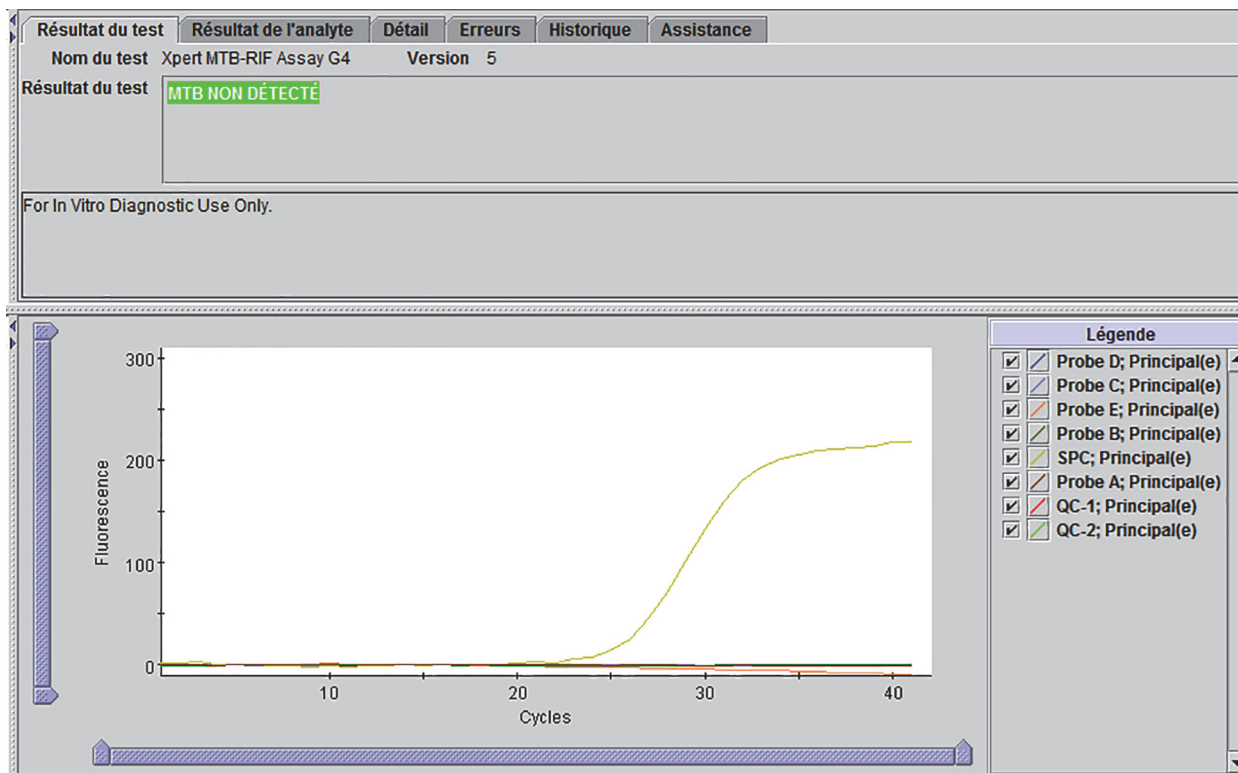 Résultat du test Résultat de l'analyte Détail Erreurs Historique Assistance
Nom du test Xpert MTB-RIF Assay G4 Version 5
Résultat du test MTB NON DÉTECTÉ
For In Vitro Diagnostic Use Only.
Légende
Probe D; Principal(e)
Probe C; Principal(e)
Probe E; Principal(e)
Probe B; Principal(e)
SPC; Principal(e)
Probe A; Principal(e)
QC-1; Principal(e)
QC-2; Principal(e)
300
200
100
0
Fluorescence
10 20 30 40
Cycles